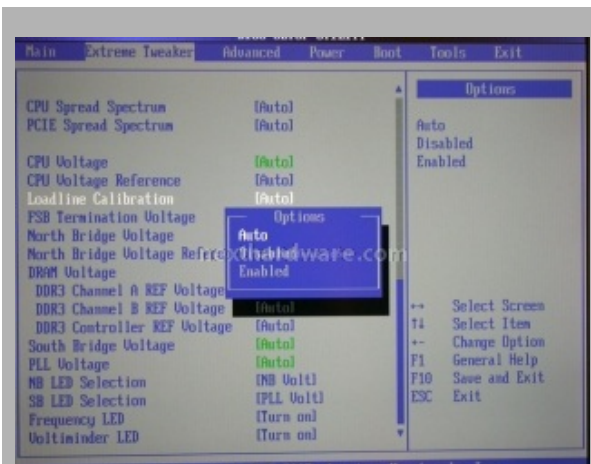 Main Extreme Tweaker Advanced Power Boot Tools Exit
CPU Spread Spectrum [Auto]
PCIE Spread Spectrum [Auto]
CPU Voltage [Auto]
CPU Voltage Reference [Auto]
Loadline Calibration [Auto]
FSB Termination Voltage
North Bridge Voltage
North Bridge Voltage Refere
DRAM Voltage
DDR3 Channel A REF Voltage
DDR3 Channel B REF Voltage [Auto]
DDR3 Controller REF Voltage [Auto]
South Bridge Voltage [Auto]
PLL Voltage [Auto]
NB LED Selection [NB Volt]
SB LED Selection [PLL Volt]
Frequency LED [Turn on]
Voltiminder LED [Turn on]
Options
Auto
Disabled
Enabled
Options
Auto
Disabled
Enabled
↔ Select Screen
↑↓ Select Item
+- Change Option
F1 General Help
F10 Save and Exit
ESC Exit